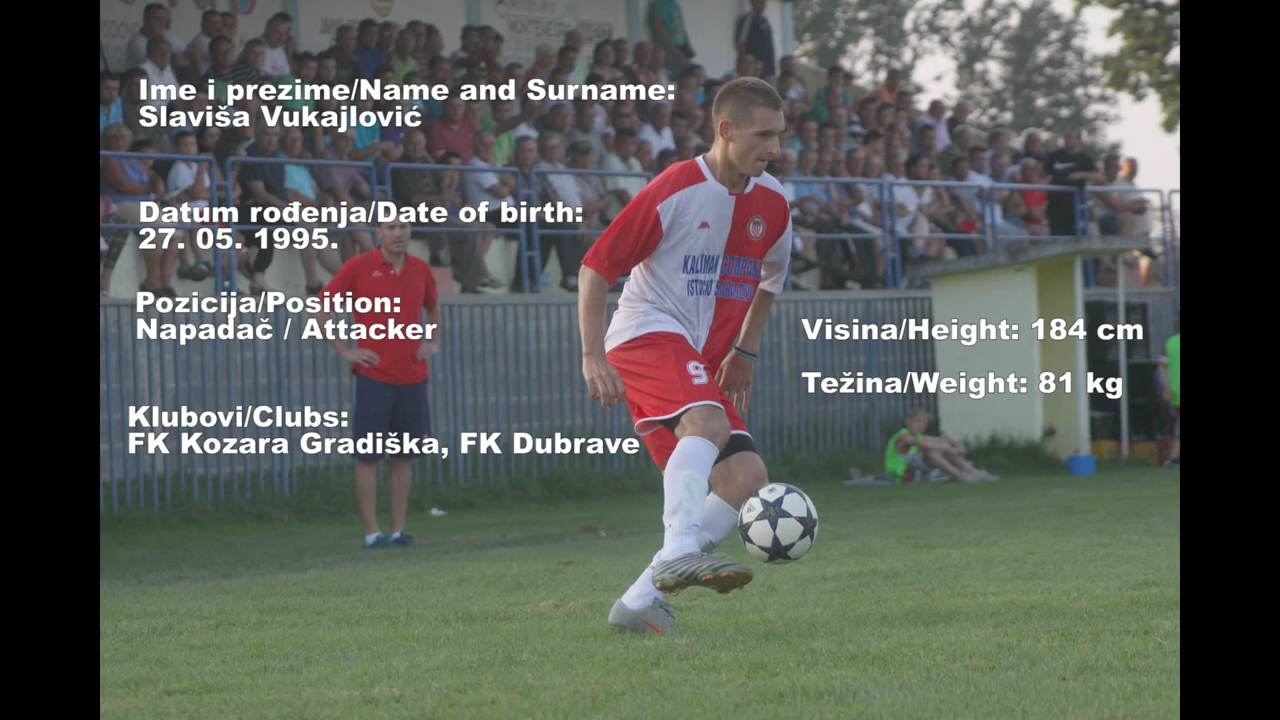 Ime i prezime/Name and Surname:
Slaviša Vukajlović
Datum rođenja/Date of birth:
27. 05. 1995.
Pozicija/Position:
Napadač / Attacker
Visina/Height: 184 cm
Težina/Weight: 81 kg
Klubovi/Clubs:
FK Kozara Gradiška, FK Dubrave
9